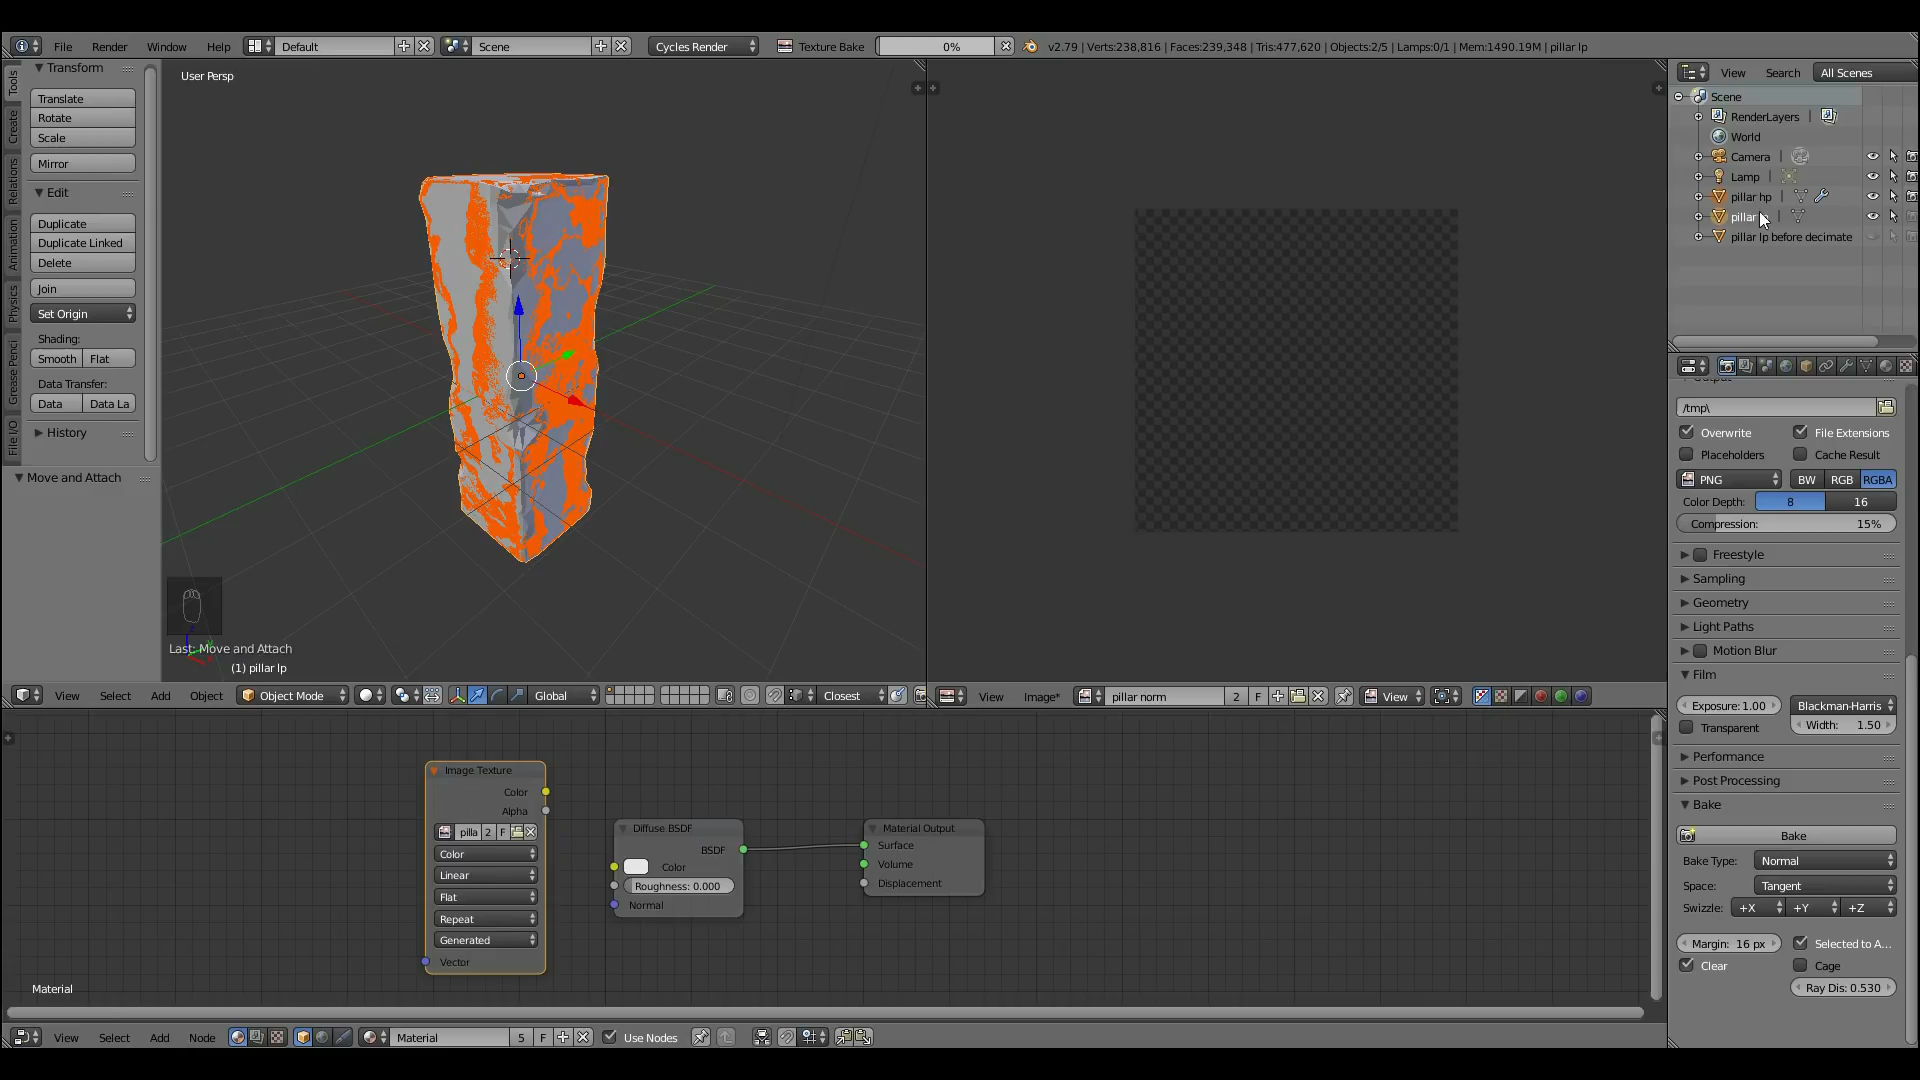 File Render Window Help Default Scene Cycles Render Texture Bake 0% v2.79 | Verts:238,816 | Faces:239,348 | Tris:477,620 | Objects:2/5 | Lamps:0/1 | Mem:1490.19M | pillar lp
Tools
Create
Relations
Animation
Physics
Grease Penci
File I/O
Transform
Translate
Rotate
Scale
Mirror
Edit
Duplicate
Duplicate Linked
Delete
Join
Set Origin
Shading:
Smooth Flat
Data Transfer:
Data Data La
History
Move and Attach
User Persp
Last: Move and Attach
(1) pillar lp
View Select Add Object Object Mode Global Closest
View Image* pillar norm 2 F View
View Search All Scenes
Scene
RenderLayers |
World
Camera |
Lamp |
pillar hp |
pillar |
pillar lp before decimate
/tmp\
Overwrite File Extensions
Placeholders Cache Result
PNG BW RGB RGBA
Color Depth: 8 16
Compression: 15%
Freestyle
Sampling
Geometry
Light Paths
Motion Blur
Film
Exposure: 1.00 Blackman-Harris
Transparent Width: 1.50
Performance
Post Processing
Bake
Bake
Bake Type: Normal
Space: Tangent
Swizzle: +X +Y +Z
Margin: 16 px Selected to A...
Clear Cage
Ray Dis: 0.530
Image Texture
Color
Alpha
pilla 2 F
Color
Linear
Flat
Repeat
Generated
Vector
Diffuse BSDF
BSDF
Color
Roughness: 0.000
Normal
Material Output
Surface
Volume
Displacement
Material
View Select Add Node Material 5 F Use Nodes